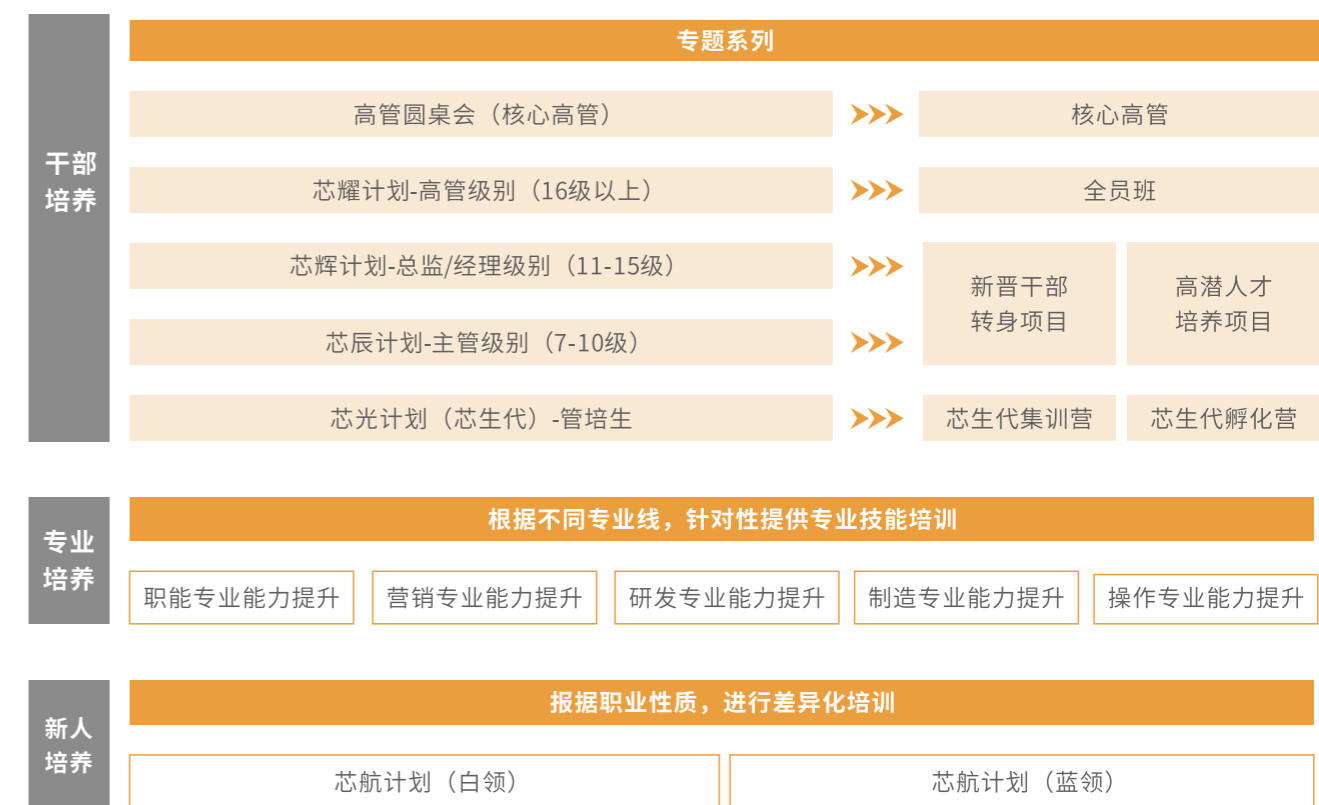 干部
培养
专题系列
高管圆桌会（核心高管）
核心高管
芯耀计划-高管级别（16级以上）
全员班
芯辉计划-总监/经理级别（11-15级）
芯辰计划-主管级别（7-10级）
新晋干部
转身项目
高潜人才
培养项目
芯光计划（芯生代）-管培生
芯生代集训营
芯生代孵化营
专业
培养
根据不同专业线，针对性提供专业技能培训
职能专业能力提升
营销专业能力提升
研发专业能力提升
制造专业能力提升
操作专业能力提升
新人
培养
报据职业性质，进行差异化培训
芯航计划（白领）
芯航计划（蓝领）